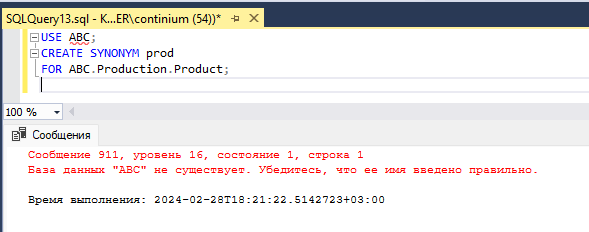 SQLQuery13.sql - K...ER\continium (54))*
USE ABC;
CREATE SYNONYM prod
FOR ABC.Production.Product;
100 %
Сообщения
Сообщение 911, уровень 16, состояние 1, строка 1
База данных "ABC" не существует. Убедитесь, что ее имя введено правильно.
Время выполнения: 2024-02-28T18:21:22.5142723+03:00